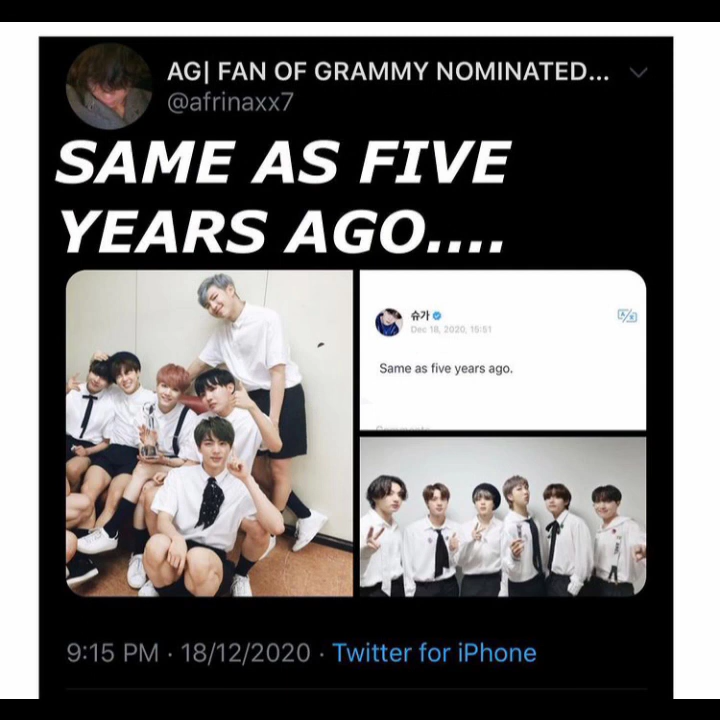 AG| FAN OF GRAMMY NOMINATED...
@afrinaxx7
SAME AS FIVE
YEARS AGO....
슈가
Dec 18, 2020, 15:51
Same as five years ago.
Comments
9:15 PM · 18/12/2020 · Twitter for iPhone